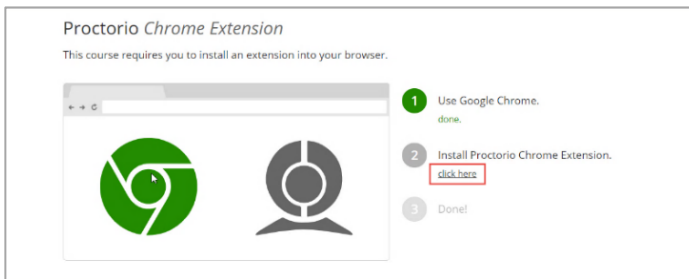 Proctorio Chrome Extension
This course requires you to install an extension into your browser.
1
Use Google Chrome.
done.
2
Install Proctorio Chrome Extension.
click here
3
Done!